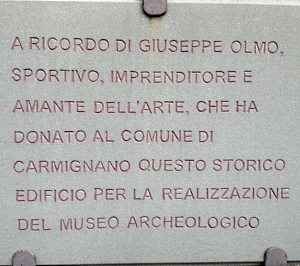 A RICORDO DI GIUSEPPE OLMO,
SPORTIVO, IMPRENDITORE E
AMANTE DELL'ARTE, CHE HA
DONATO AL COMUNE DI
CARMIGNANO QUESTO STORICO
EDIFICIO PER LA REALIZZAZIONE
DEL MUSEO ARCHEOLOGICO